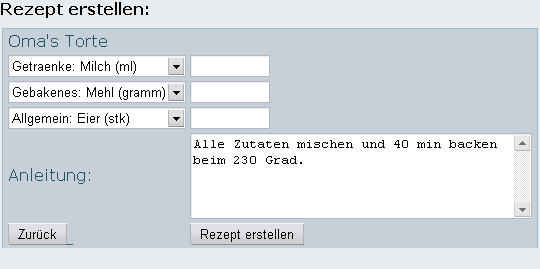 Rezept erstellen:
Oma's Torte
Getraenke: Milch (ml)
Gebakenes: Mehl (gramm)
Allgemein: Eier (stk)
Alle Zutaten mischen und 40 min backen
beim 230 Grad.
Anleitung:
Zurück
Rezept erstellen